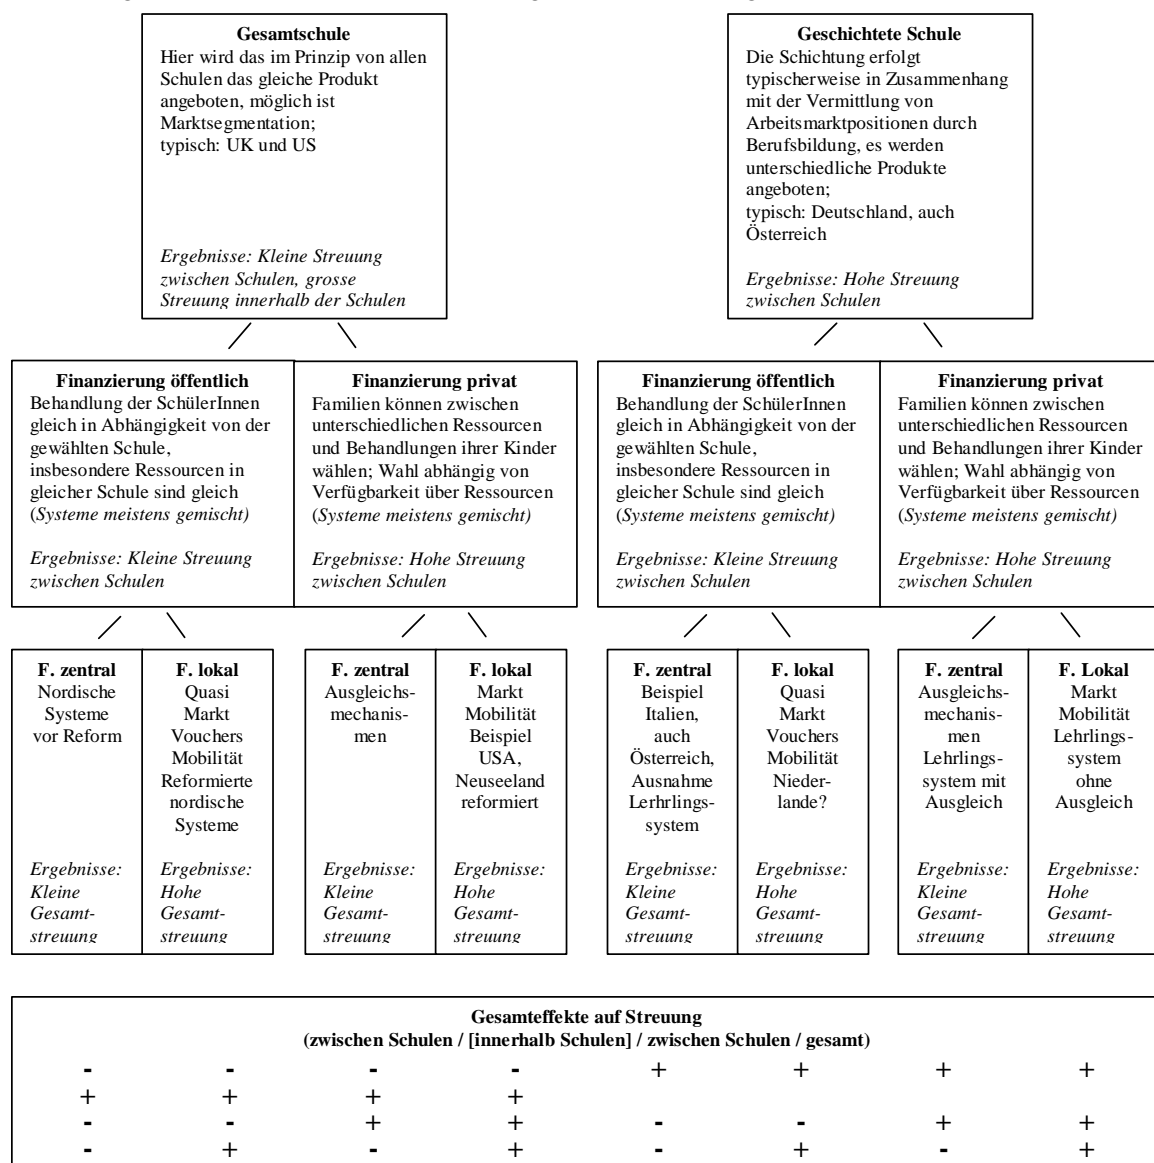 Gesamtschule
Hier wird das im Prinzip von allen
Schulen das gleiche Produkt
angeboten, möglich ist
Marktsegmentation;
typisch: UK und US
Ergebnisse: Kleine Streuung
zwischen Schulen, grosse
Streuung innerhalb der Schulen
Geschichtete Schule
Die Schichtung erfolgt
typischerweise in Zusammenhang
mit der Vermittlung von
Arbeitsmarktpositionen durch
Berufsbildung, es werden
unterschiedliche Produkte
angeboten;
typisch: Deutschland, auch
Österreich
Ergebnisse: Hohe Streuung
zwischen Schulen
Finanzierung öffentlich
Behandlung der SchülerInnen
gleich in Abhängigkeit von der
gewählten Schule,
insbesondere Ressourcen in
gleicher Schule sind gleich
(Systeme meistens gemischt)
Ergebnisse: Kleine Streuung
zwischen Schulen
Finanzierung privat
Familien können zwischen
unterschiedlichen Ressourcen
und Behandlungen ihrer Kinder
wählen; Wahl abhängig von
Verfügbarkeit über Ressourcen
(Systeme meistens gemischt)
Ergebnisse: Hohe Streuung
zwischen Schulen
Finanzierung öffentlich
Behandlung der SchülerInnen
gleich in Abhängigkeit von der
gewählten Schule,
insbesondere Ressourcen in
gleicher Schule sind gleich
(Systeme meistens gemischt)
Ergebnisse: Kleine Streuung
zwischen Schulen
Finanzierung privat
Familien können zwischen
unterschiedlichen Ressourcen
und Behandlungen ihrer Kinder
wählen; Wahl abhängig von
Verfügbarkeit über Ressourcen
(Systeme meistens gemischt)
Ergebnisse: Hohe Streuung
zwischen Schulen
F. zentral
Nordische
Systeme
vor Reform
Ergebnisse:
Kleine
Gesamt-
streuung
F. lokal
Quasi
Markt
Vouchers
Mobilität
Reformierte
nordische
Systeme
Ergebnisse:
Hohe
Gesamt-
streuung
F. zentral
Ausgleichs-
mechanis-
men
Ergebnisse:
Kleine
Gesamt-
streuung
F. lokal
Markt
Mobilität
Beispiel
USA,
Neuseeland
reformiert
Ergebnisse:
Hohe
Gesamt-
streuung
F. zentral
Beispiel
Italien,
auch
Österreich,
Ausnahme
Lerhrlings-
system
Ergebnisse:
Kleine
Gesamt-
streuung
F. lokal
Quasi
Markt
Vouchers
Mobilität
Nieder-
lande?
Ergebnisse:
Hohe
Gesamt-
streuung
F. zentral
Ausgleichs-
mechanis-
men
Lehrlings-
system mit
Ausgleich
Ergebnisse:
Kleine
Gesamt-
streuung
F. Lokal
Markt
Mobilität
Lehrlings-
system
ohne
Ausgleich
Ergebnisse:
Hohe
Gesamt-
streuung
Gesamteffekte auf Streuung
(zwischen Schulen / [innerhalb Schulen] / zwischen Schulen / gesamt)
- - - - + + + +
+ + + +
- - + + - - + +
- + - + - + - +